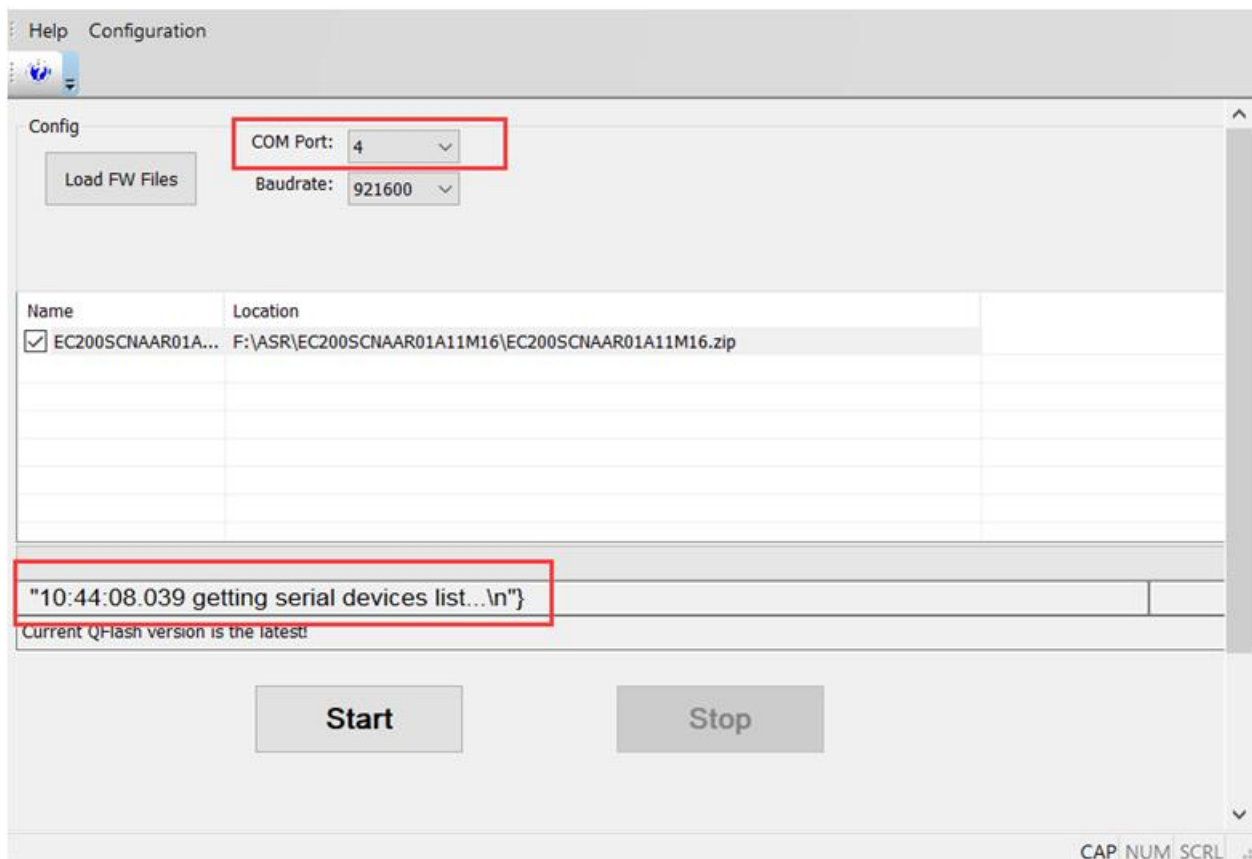 Help Configuration
Config
COM Port: 4
Load FW Files
Baudrate: 921600
Name Location
EC200SCNAAR01A... F:\ASR\EC200SCNAAR01A11M16\EC200SCNAAR01A11M16.zip
"10:44:08.039 getting serial devices list...\n"}
Current QFlash version is the latest!
Start Stop
CAP NUM SCRL